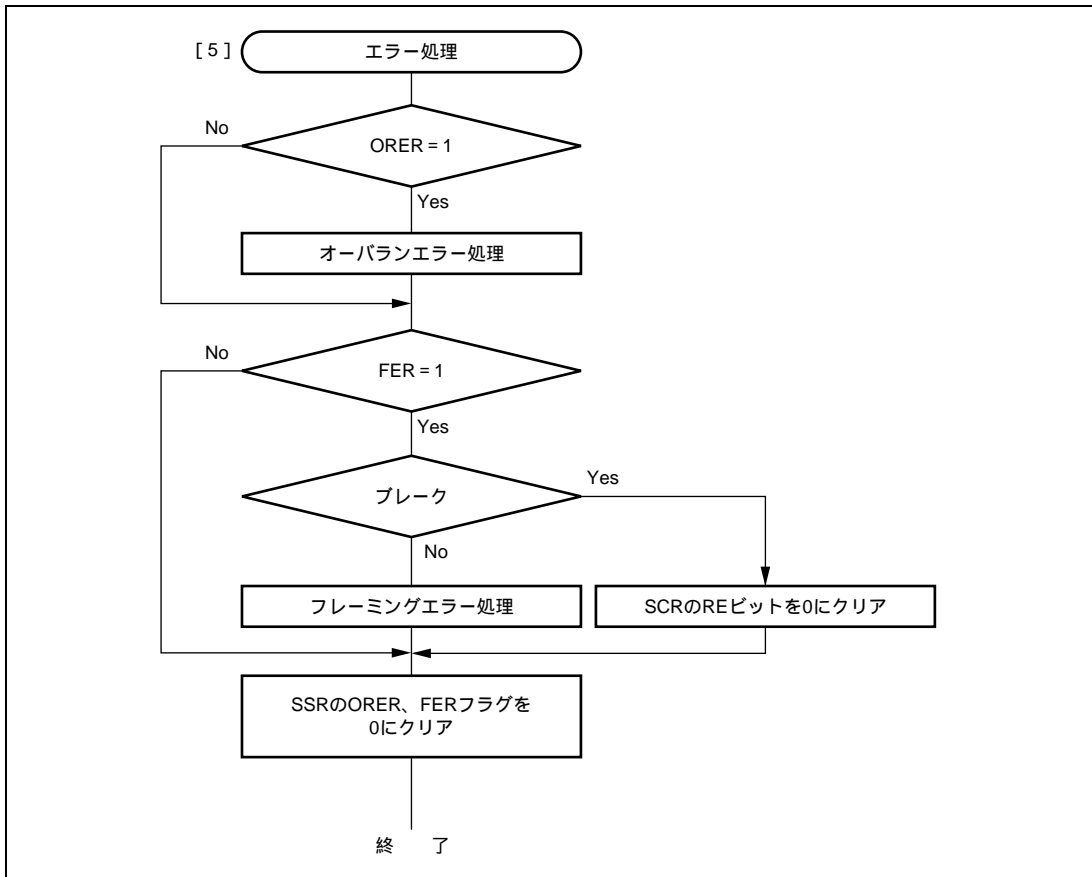 [ 5 ]
エラー処理
No
ORER = 1
Yes
オーバランエラー処理
No
FER = 1
Yes
ブレーク
Yes
No
フレーミングエラー処理
SCRのREビットを0にクリア
SSRのORER、FERフラグを
0にクリア
終 了